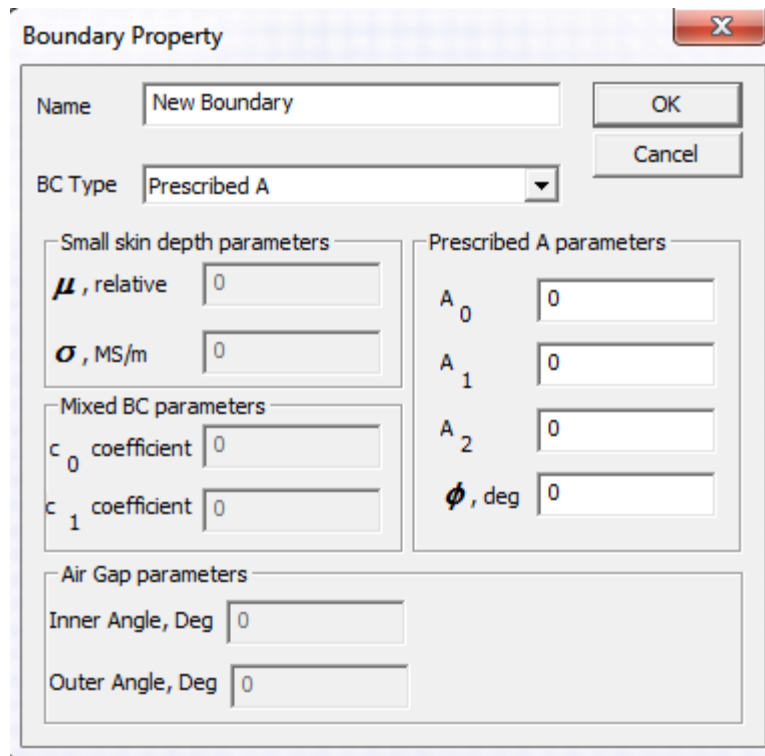 Boundary Property
Name New Boundary
OK
Cancel
BC Type Prescribed A
Small skin depth parameters
μ , relative 0
σ , MS/m 0
Mixed BC parameters
c 0 coefficient 0
c 1 coefficient 0
Prescribed A parameters
A 0 0
A 1 0
A 2 0
ϕ , deg 0
Air Gap parameters
Inner Angle, Deg 0
Outer Angle, Deg 0